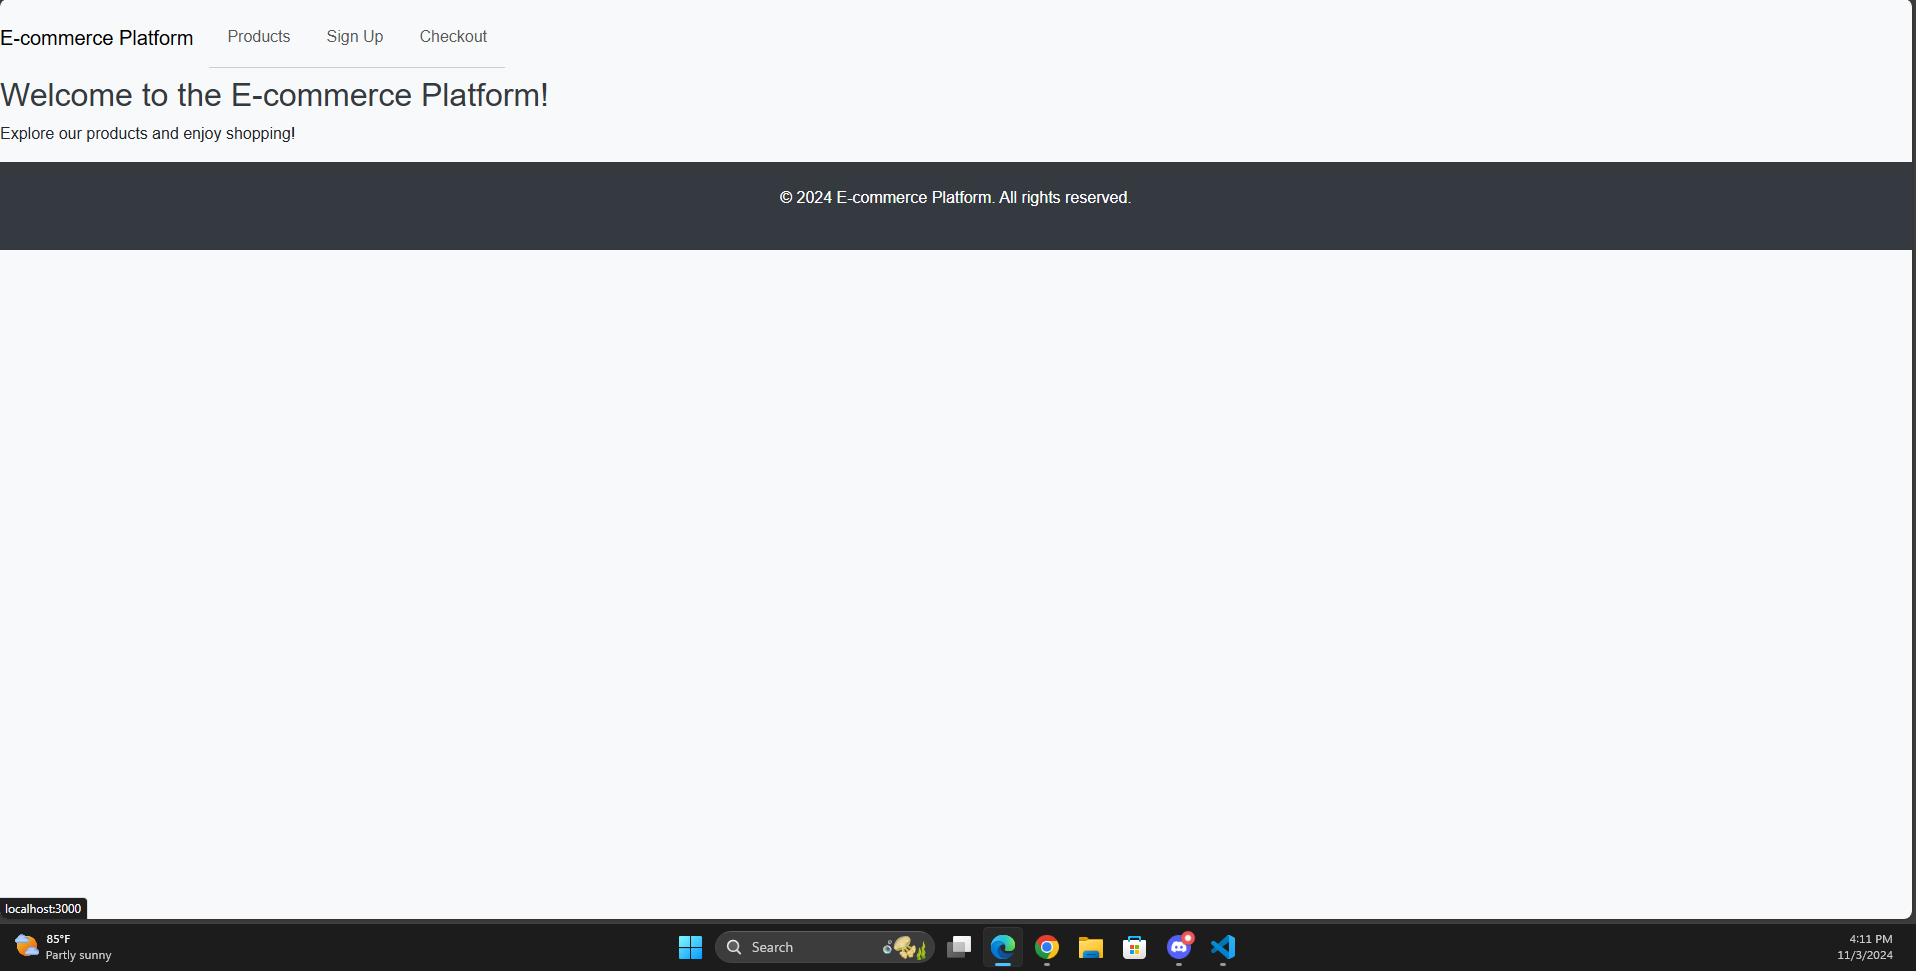 E-commerce Platform Products Sign Up Checkout
Welcome to the E-commerce Platform!
Explore our products and enjoy shopping!
© 2024 E-commerce Platform. All rights reserved.
localhost:3000
85°F
Partly sunny
Search
4:11 PM
11/3/2024